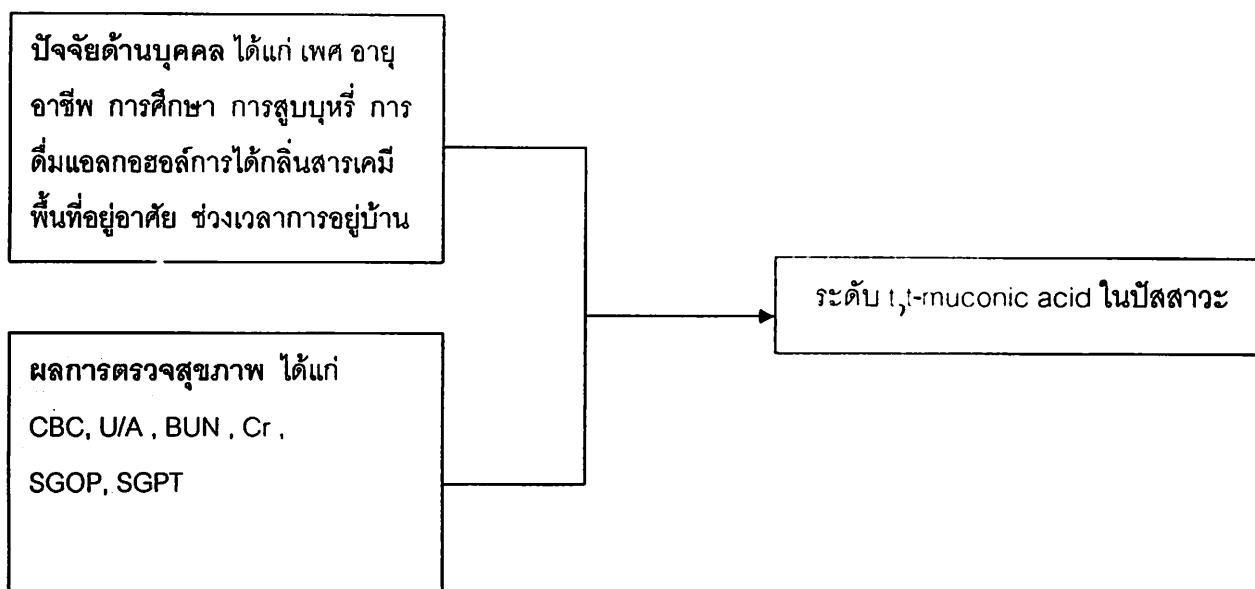 ปัจจัยด้านบุคคล ได้แก่ เพศ อายุ
อาชีพ การศึกษา การสูบบุหรี่ การ
ดื่มแอลกอฮอล์การได้กลิ่นสารเคมี
พื้นที่อยู่อาศัย ช่วงเวลาการอยู่บ้าน
ระดับ t,t-muconic acid ในปัสสาวะ
ผลการตรวจสุขภาพ ได้แก่
CBC, U/A , BUN , Cr ,
SGOP, SGPT